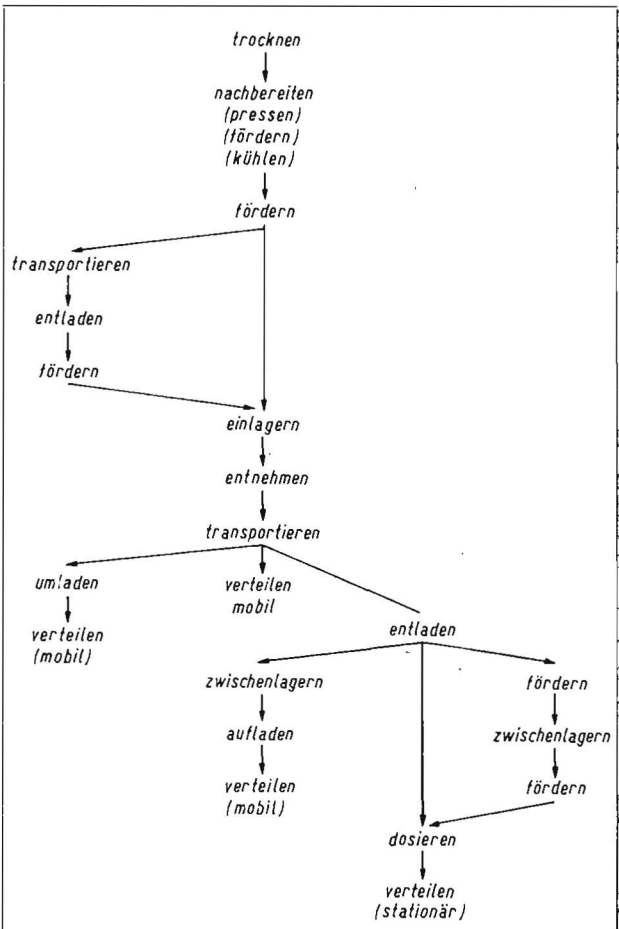 trocknen
nachbereiten
(pressen)
(fördern)
(kühlen)
fördern
transportieren
entladen
fördern
einlagern
entnehmen
transportieren
umladen
verteilen
(mobil)
verteilen
mobil
entladen
zwischenlagern
aufladen
verteilen
(mobil)
fördern
zwischenlagern
fördern
dosieren
verteilen
(stationär)